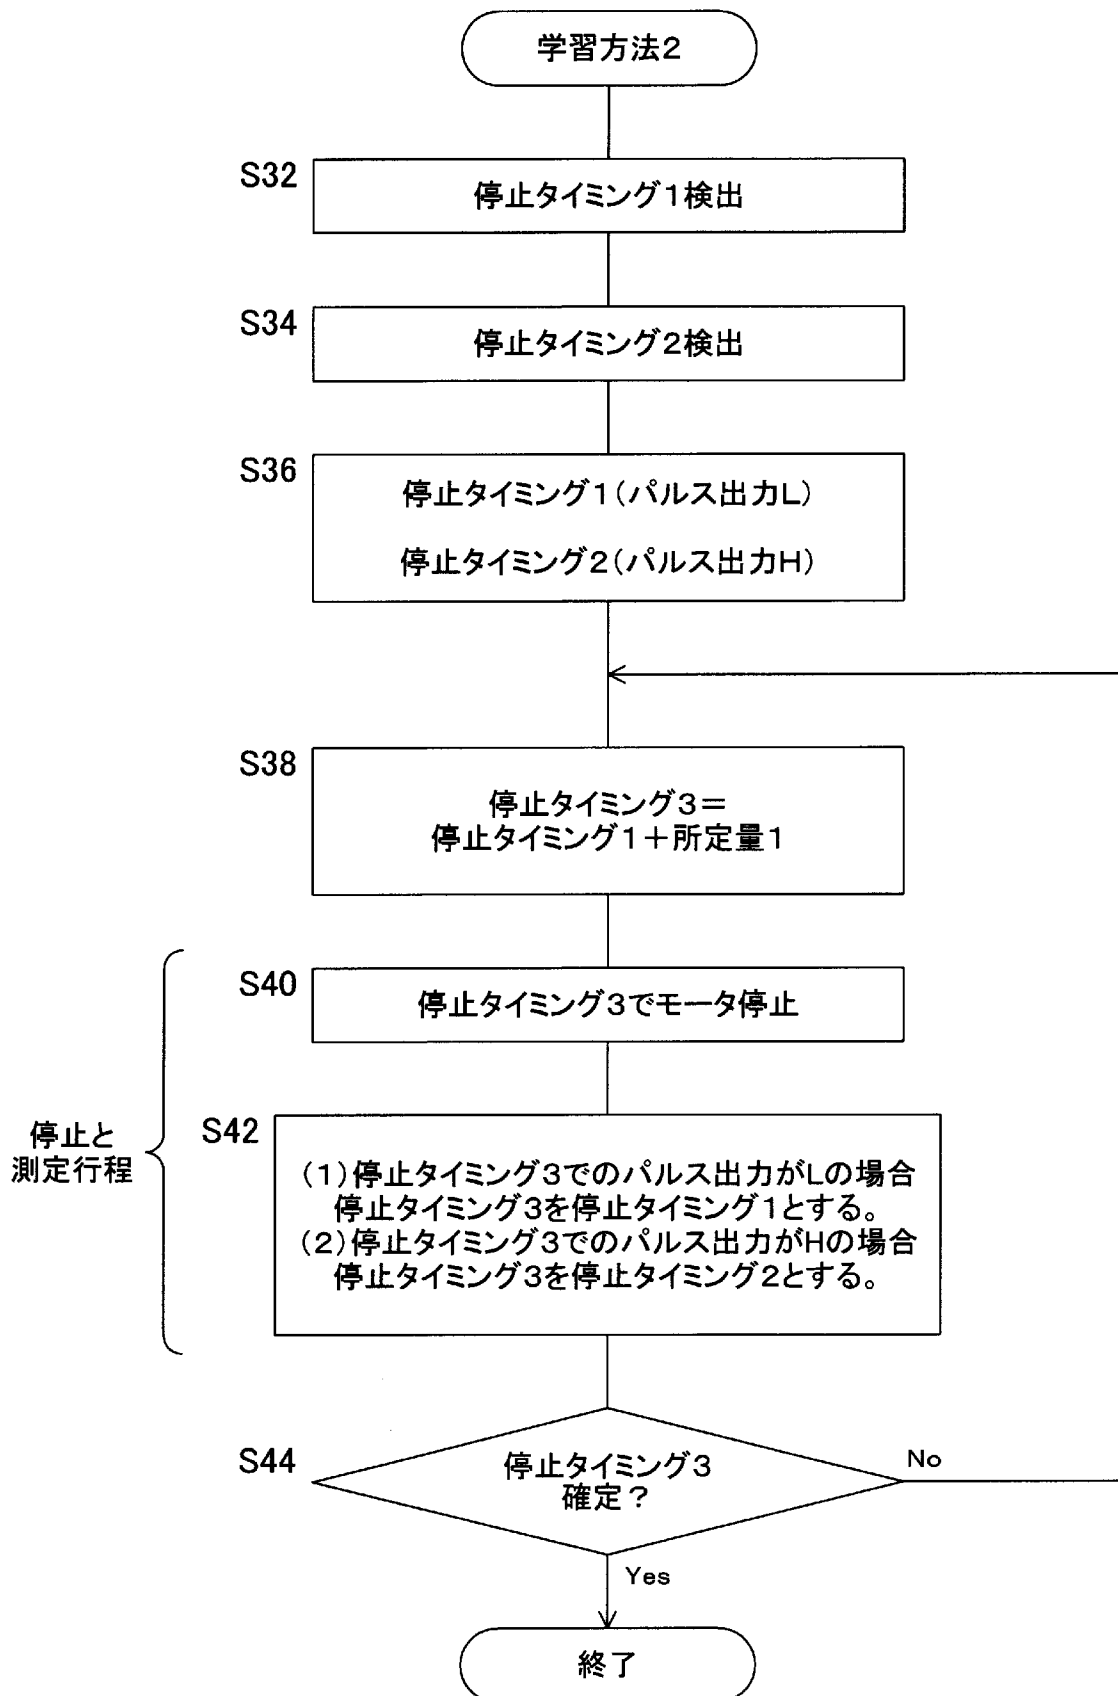 学習方法2
S32
停止タイミング1検出
S34
停止タイミング2検出
S36
停止タイミング1(パルス出力L)
停止タイミング2(パルス出力H)
S38
停止タイミング3=
停止タイミング1+所定量1
S40
停止タイミング3でモータ停止
停止と
測定行程
S42
(1)停止タイミング3でのパルス出力がLの場合
停止タイミング3を停止タイミング1とする。
(2)停止タイミング3でのパルス出力がHの場合
停止タイミング3を停止タイミング2とする。
S44
停止タイミング3
確定?
No
Yes
終了